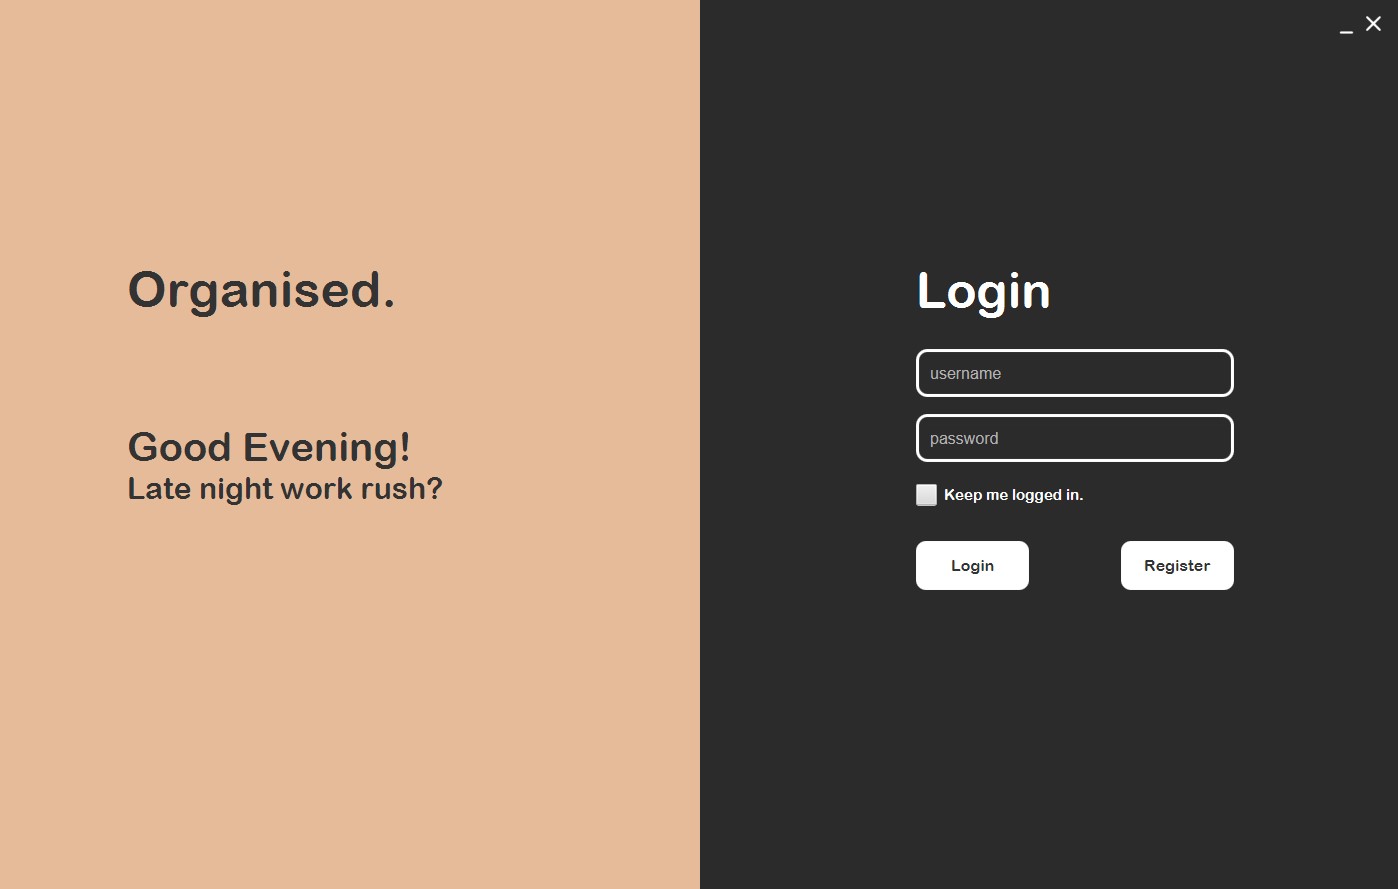 Organised.
Good Evening!
Late night work rush?
Login
username
password
Keep me logged in.
Login
Register